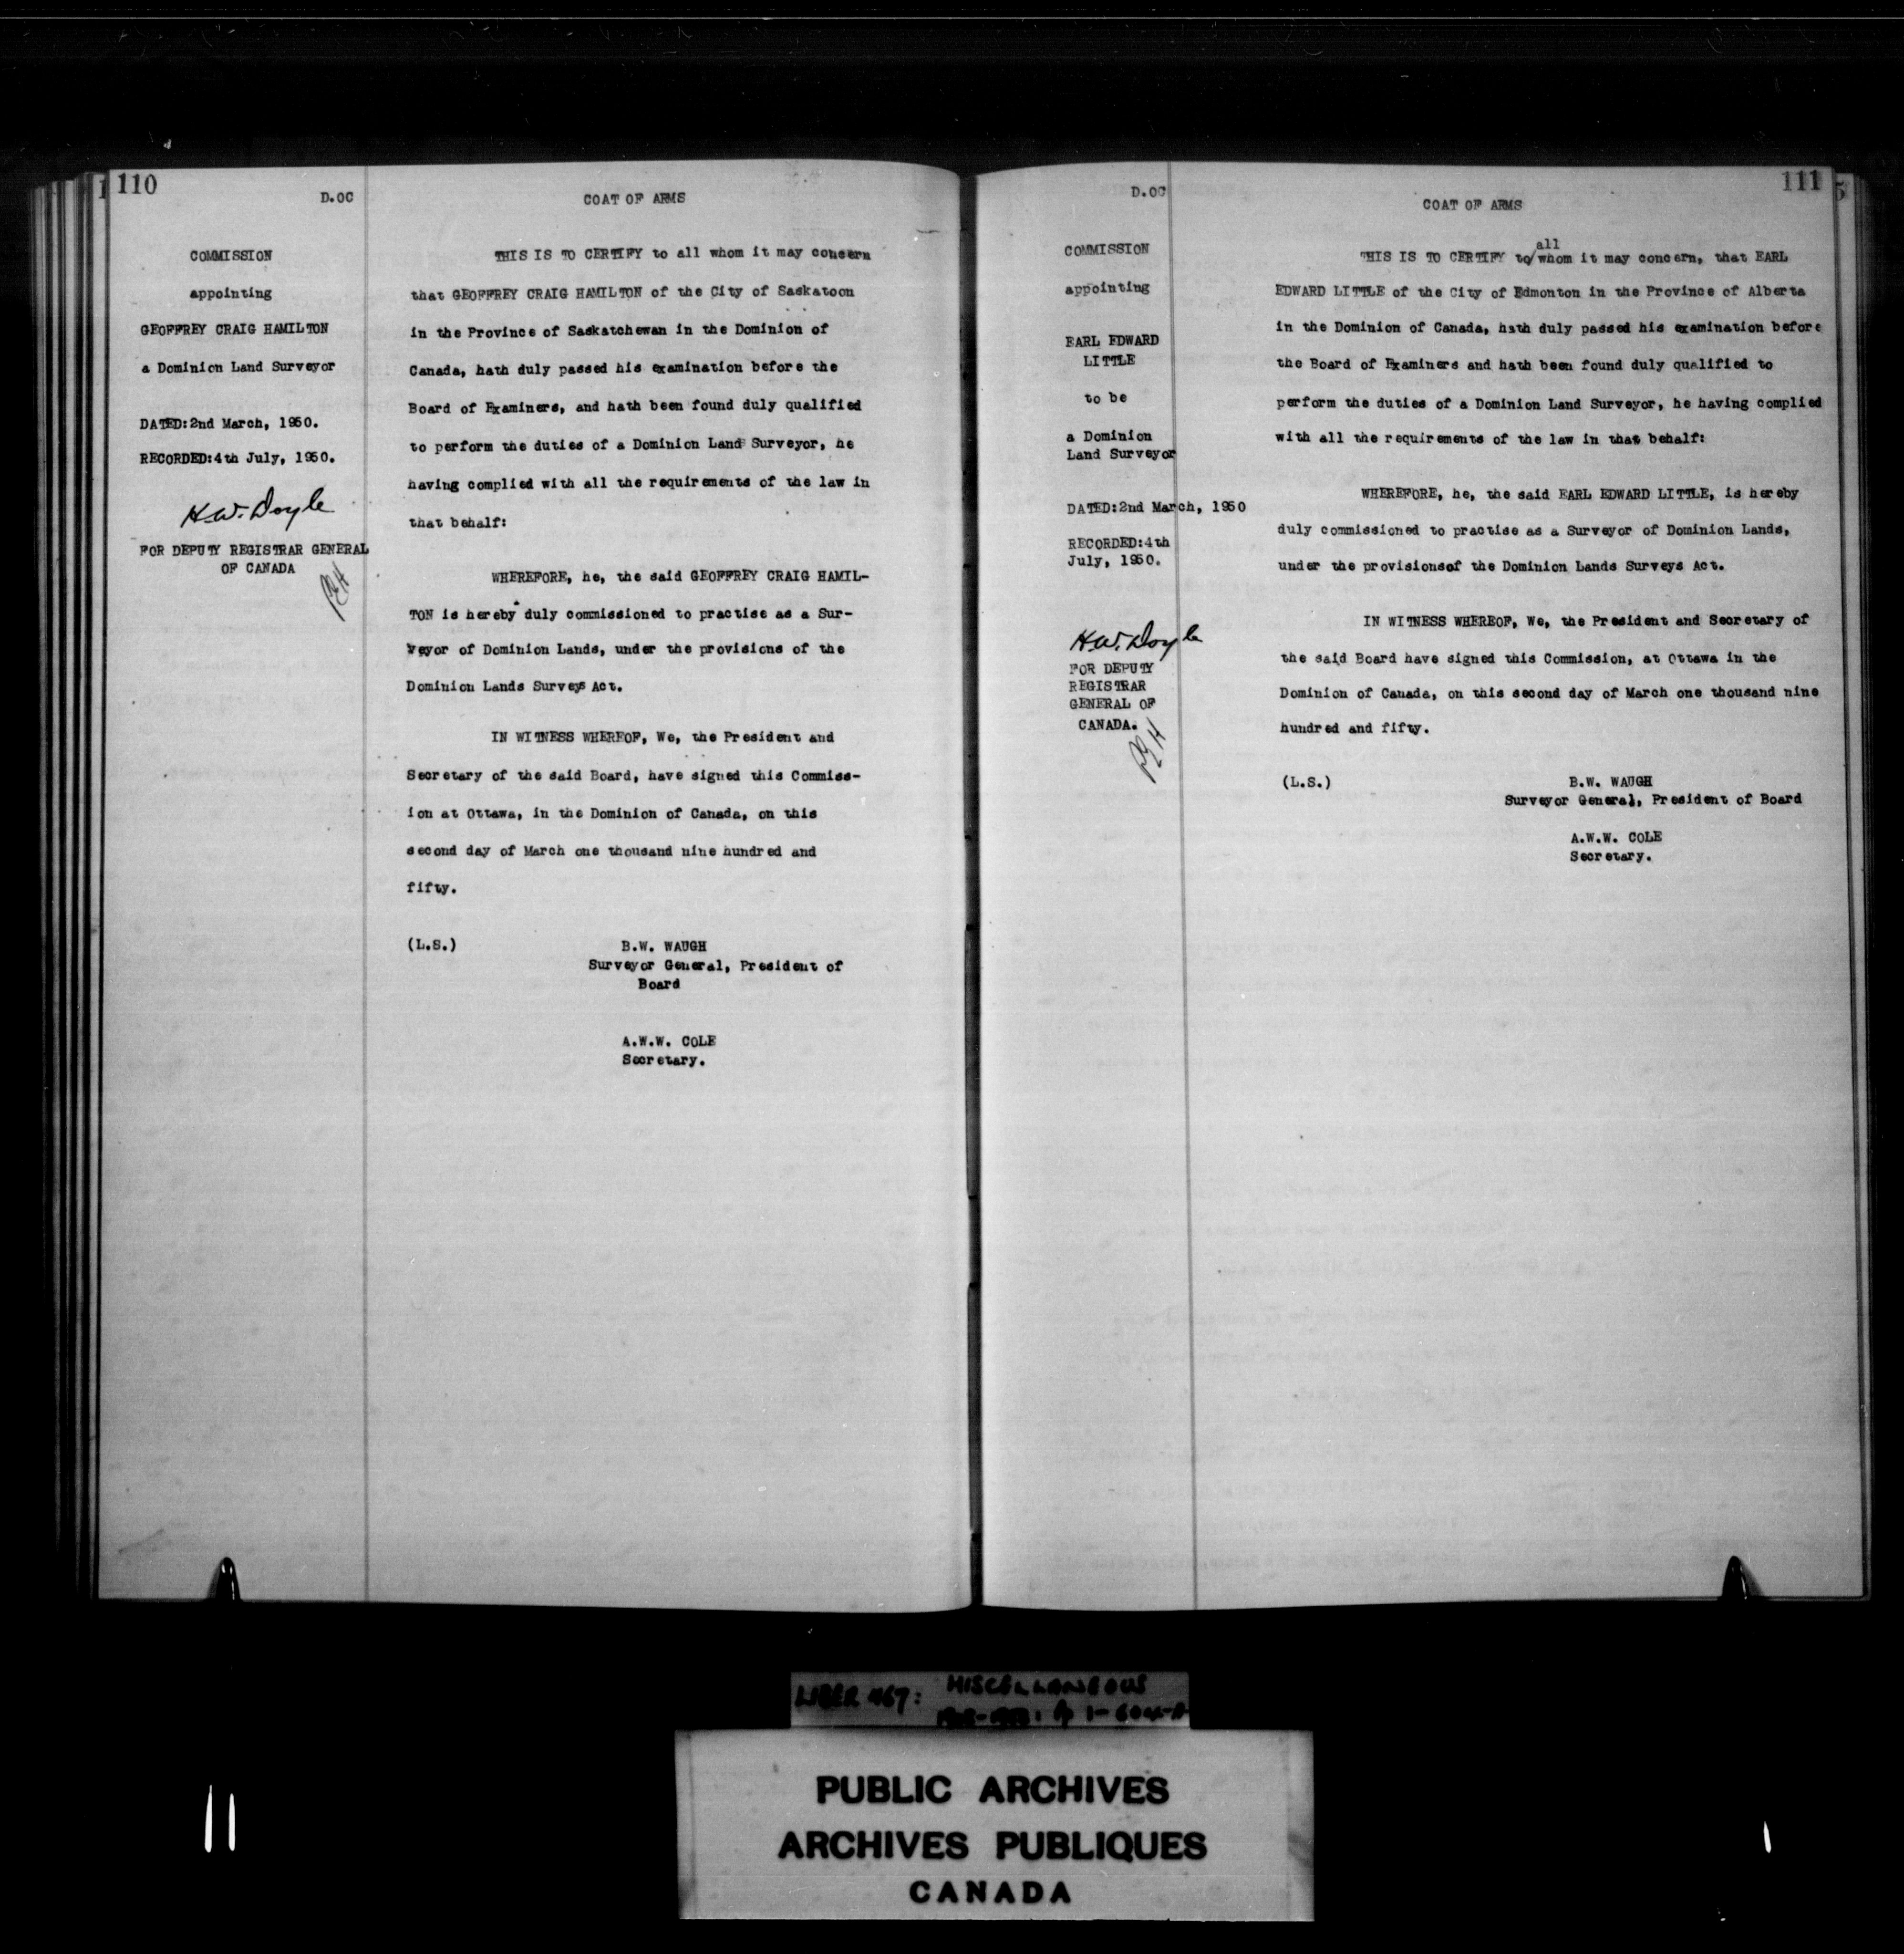 110
D.OC
COAT OF ARMS
COMMISSION
appointing
GEOFFREY CRAIG HAMILTON
a Dominion Land Surveyor
DATED:2nd March, 1950.
RECORDED:4th July, 1950.
H.W. Doyle
FOR DEPUTY REGISTRAR GENERAL
OF CANADA
THIS IS TO CERTIFY to all whom it may concern
that GEOFFREY CRAIG HAMILTON of the City of Saskatoon
in the Province of Saskatchewan in the Dominion of
Canada, hath duly passed his examination before the
Board of Examiners, and hath been found duly qualified
to perform the duties of a Dominion Land Surveyor, he
having complied with all the requirements of the law in
that behalf:
WHEREFORE, he, the said GEOFFREY CRAIG HAMIL-
TON is hereby duly commissioned to practise as a Sur-
veyor of Dominion Lands, under the provisions of the
Dominion Lands Surveys Act.
IN WITNESS WHEREOF, We, the President and
Secretary of the said Board, have signed this Commiss-
ion at Ottawa, in the Dominion of Canada, on this
second day of March one thousand nine hundred and
fifty.
(L.S.)
B.W. WAUGH
Surveyor General, President of
Board
A.W.W. COLE
Secretary.
111
D.OC
COAT OF ARMS
COMMISSION
appointing
EARL EDWARD
LITTLE
to be
a Dominion
Land Surveyor
DATED:2nd March, 1950
RECORDED:4th
July, 1950.
H.W. Doyle
FOR DEPUTY
REGISTRAR
GENERAL OF
CANADA.
all
THIS IS TO CERTIFY to/whom it may concern, that EARL
EDWARD LITTLE of the City of Edmonton in the Province of Alberta
in the Dominion of Canada, hath duly passed his examination before
the Board of Examiners and hath been found duly qualified to
perform the duties of a Dominion Land Surveyor, he having complied
with all the requirements of the law in that behalf:
WHEREFORE, he, the said EARL EDWARD LITTLE, is hereby
duly commissioned to practise as a Surveyor of Dominion Lands,
under the provisionsof the Dominion Lands Surveys Act.
IN WITNESS WHEREOF, We, the President and Secretary of
the said Board have signed this Commission, at Ottawa in the
Dominion of Canada, on this second day of March one thousand nine
hundred and fifty.
(L.S.)
B.W. WAUGH
Surveyor General, President of Board
A.W.W. COLE
Secretary.
LIBER 467: MISCELLANEOUS
PUBLIC ARCHIVES
ARCHIVES PUBLIQUES
CANADA